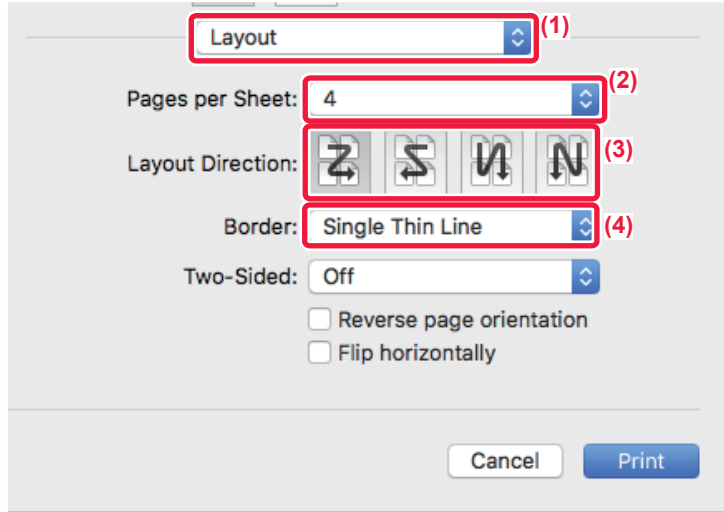 Layout (1)
Pages per Sheet: 4 (2)
Layout Direction: (3)
Border: Single Thin Line (4)
Two-Sided: Off
Reverse page orientation
Flip horizontally
Cancel Print